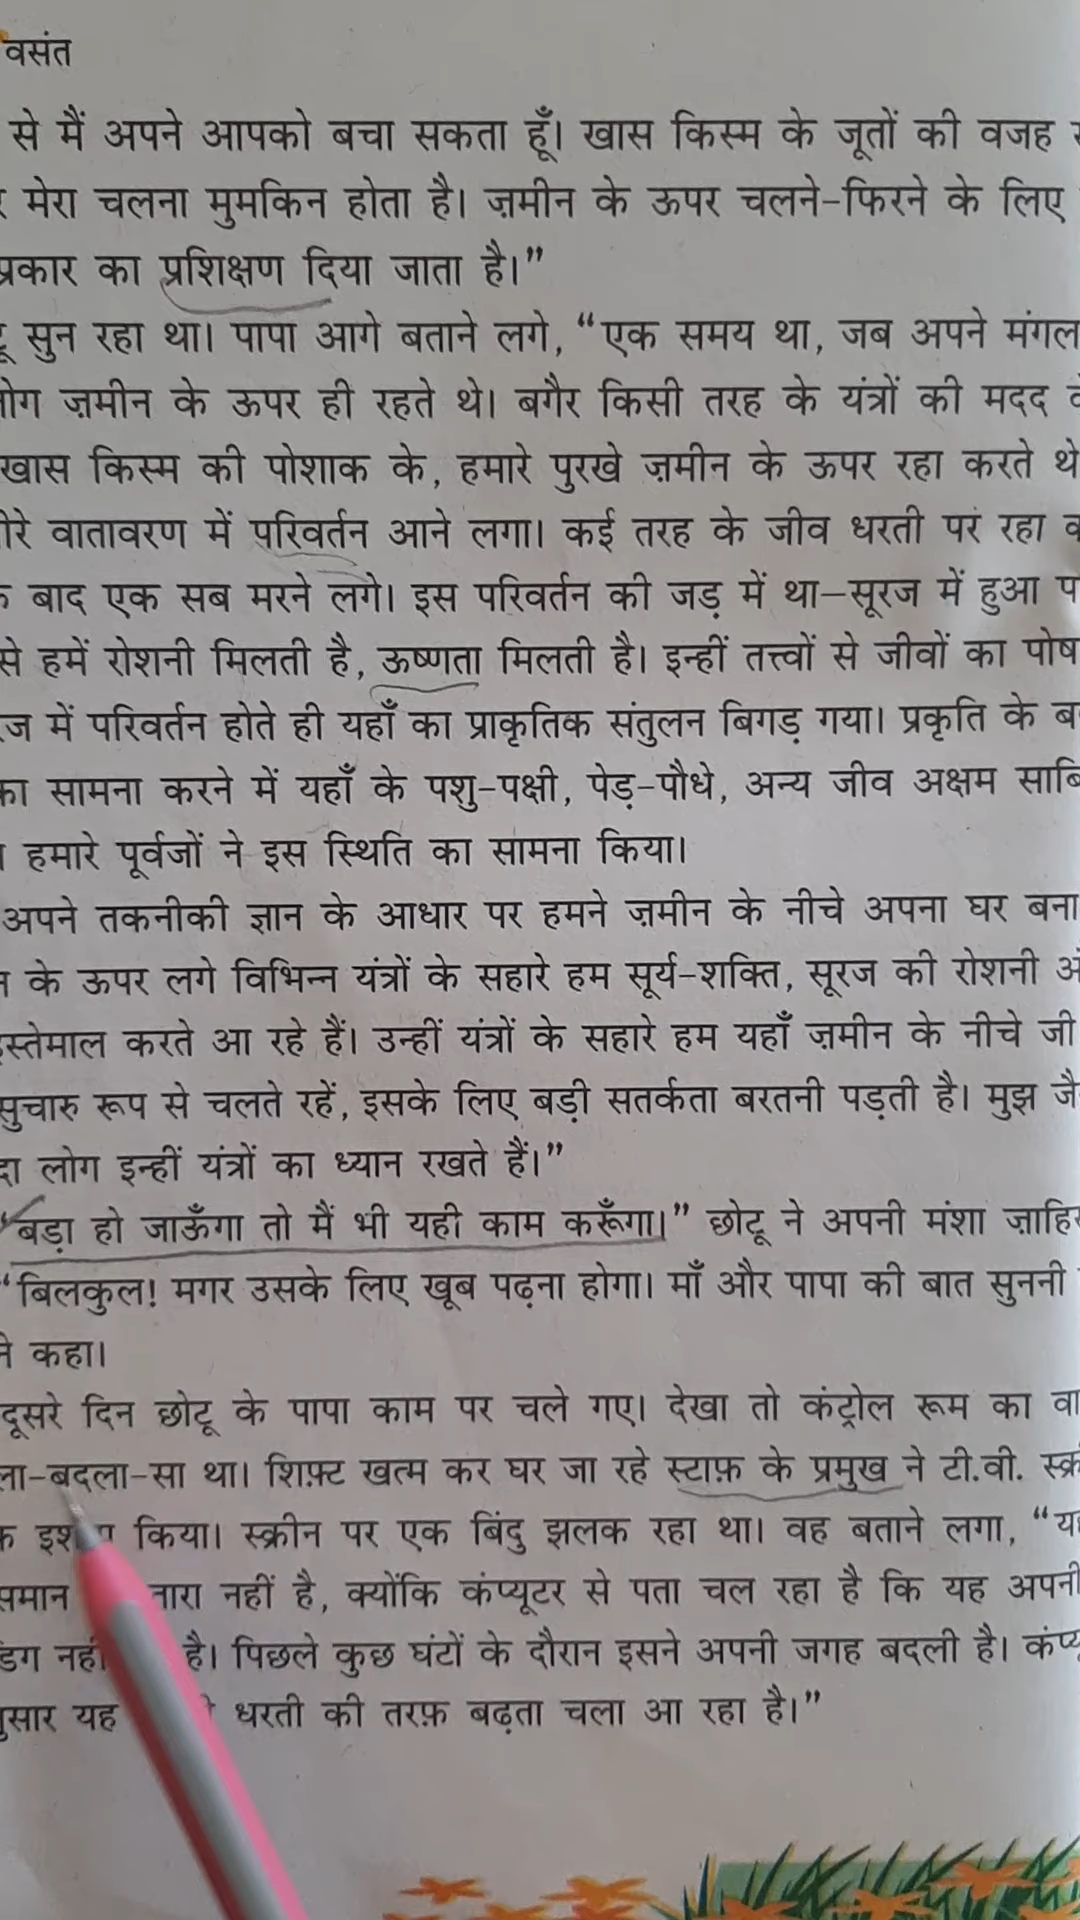 वसंत
से मैं अपने आपको बचा सकता हूँ। खास किस्म के जूतों की वजह
मेरा चलना मुमकिन होता है। ज़मीन के ऊपर चलने-फिरने के लिए
प्रकार का प्रशिक्षण दिया जाता है।”
सुन रहा था। पापा आगे बताने लगे, “एक समय था, जब अपने मंगल
ज़मीन के ऊपर ही रहते थे। बगैर किसी तरह के यंत्रों की मदद
खास किस्म की पोशाक के, हमारे पुरखे ज़मीन के ऊपर रहा करते थे
वातावरण में परिवर्तन आने लगा। कई तरह के जीव धरती पर रहा
बाद एक सब मरने लगे। इस परिवर्तन की जड़ में था—सूरज में हुआ
से हमें रोशनी मिलती है, ऊष्णता मिलती है। इन्हीं तत्त्वों से जीवों का
में परिवर्तन होते ही यहाँ का प्राकृतिक संतुलन बिगड़ गया। प्रकृति के
का सामना करने में यहाँ के पशु-पक्षी, पेड़-पौधे, अन्य जीव अक्षम
हमारे पूर्वजों ने इस स्थिति का सामना किया।
अपने तकनीकी ज्ञान के आधार पर हमने ज़मीन के नीचे अपना घर बना
के ऊपर लगे विभिन्न यंत्रों के सहारे हम सूर्य-शक्ति, सूरज की रोशनी
इस्तेमाल करते आ रहे हैं। उन्हीं यंत्रों के सहारे हम यहाँ ज़मीन के नीचे जी
सुचारु रूप से चलते रहें, इसके लिए बड़ी सतर्कता बरतनी पड़ती है। मुझ
लोग इन्हीं यंत्रों का ध्यान रखते हैं।”
“बड़ा हो जाऊँगा तो मैं भी यही काम करूँगा।” छोटू ने अपनी मंशा
“बिलकुल! मगर उसके लिए खूब पढ़ना होगा। माँ और पापा की बात सुननी
ने कहा।
दूसरे दिन छोटू के पापा काम पर चले गए। देखा तो कंट्रोल रूम का
-बदला-सा था। शिफ़्ट खत्म कर घर जा रहे स्टाफ़ के प्रमुख ने टी.वी.
किया। स्क्रीन पर एक बिंदु झलक रहा था। वह बताने लगा,
नहीं है, क्योंकि कंप्यूटर से पता चल रहा है कि यह अपनी
है। पिछले कुछ घंटों के दौरान इसने अपनी जगह बदली है।
यह धरती की तरफ़ बढ़ता चला आ रहा है।”